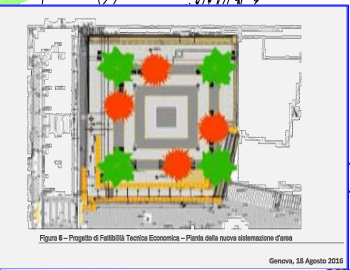 Figura 6 – Progetto di Fattibilità Tecnica Economica – Pianta della nuova sistemazione d'area
Genova, 18 Agosto 2016